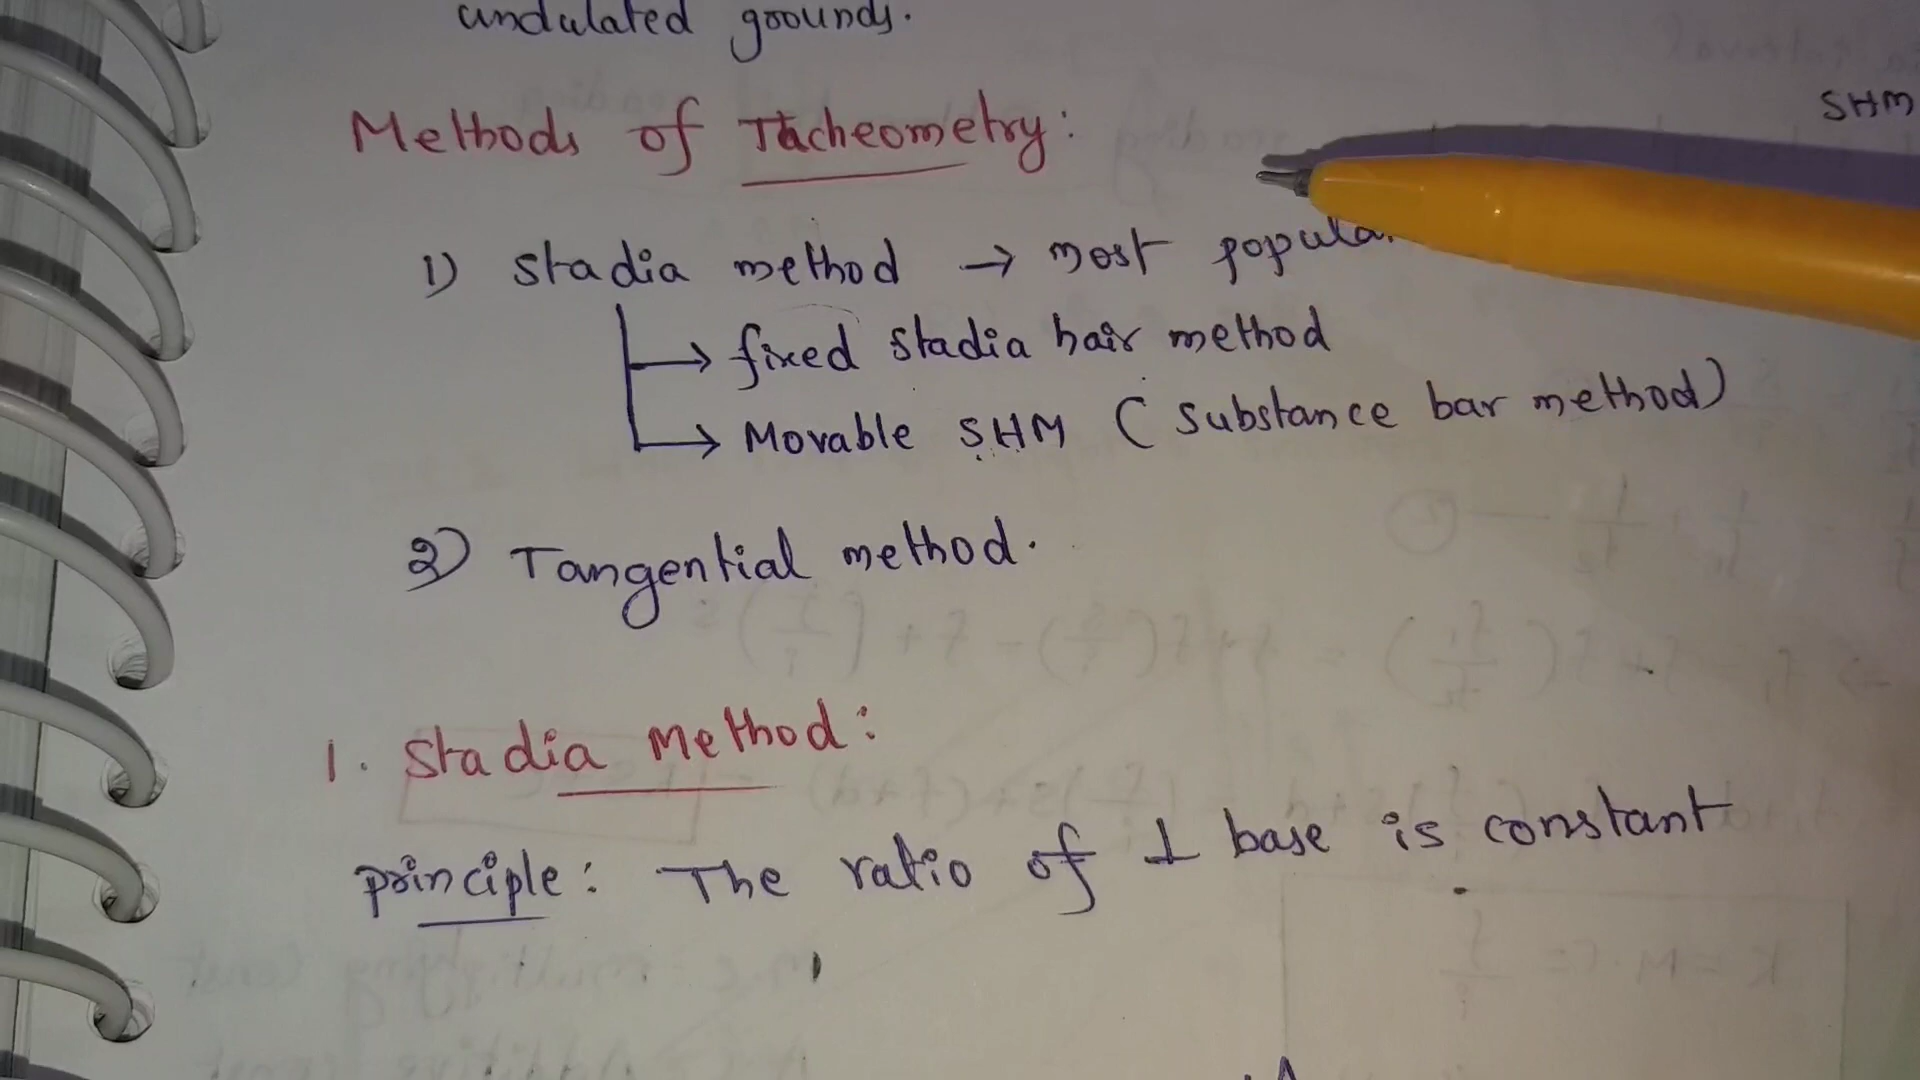 undulated grounds.
Methods of Tacheometry:
SHM
1) stadia method → most popular
→ fixed stadia hair method
→ Movable SHM ( substance bar method)
2) Tangential method.
1. Stadia Method:
principle: The ratio of ⊥ base is constant